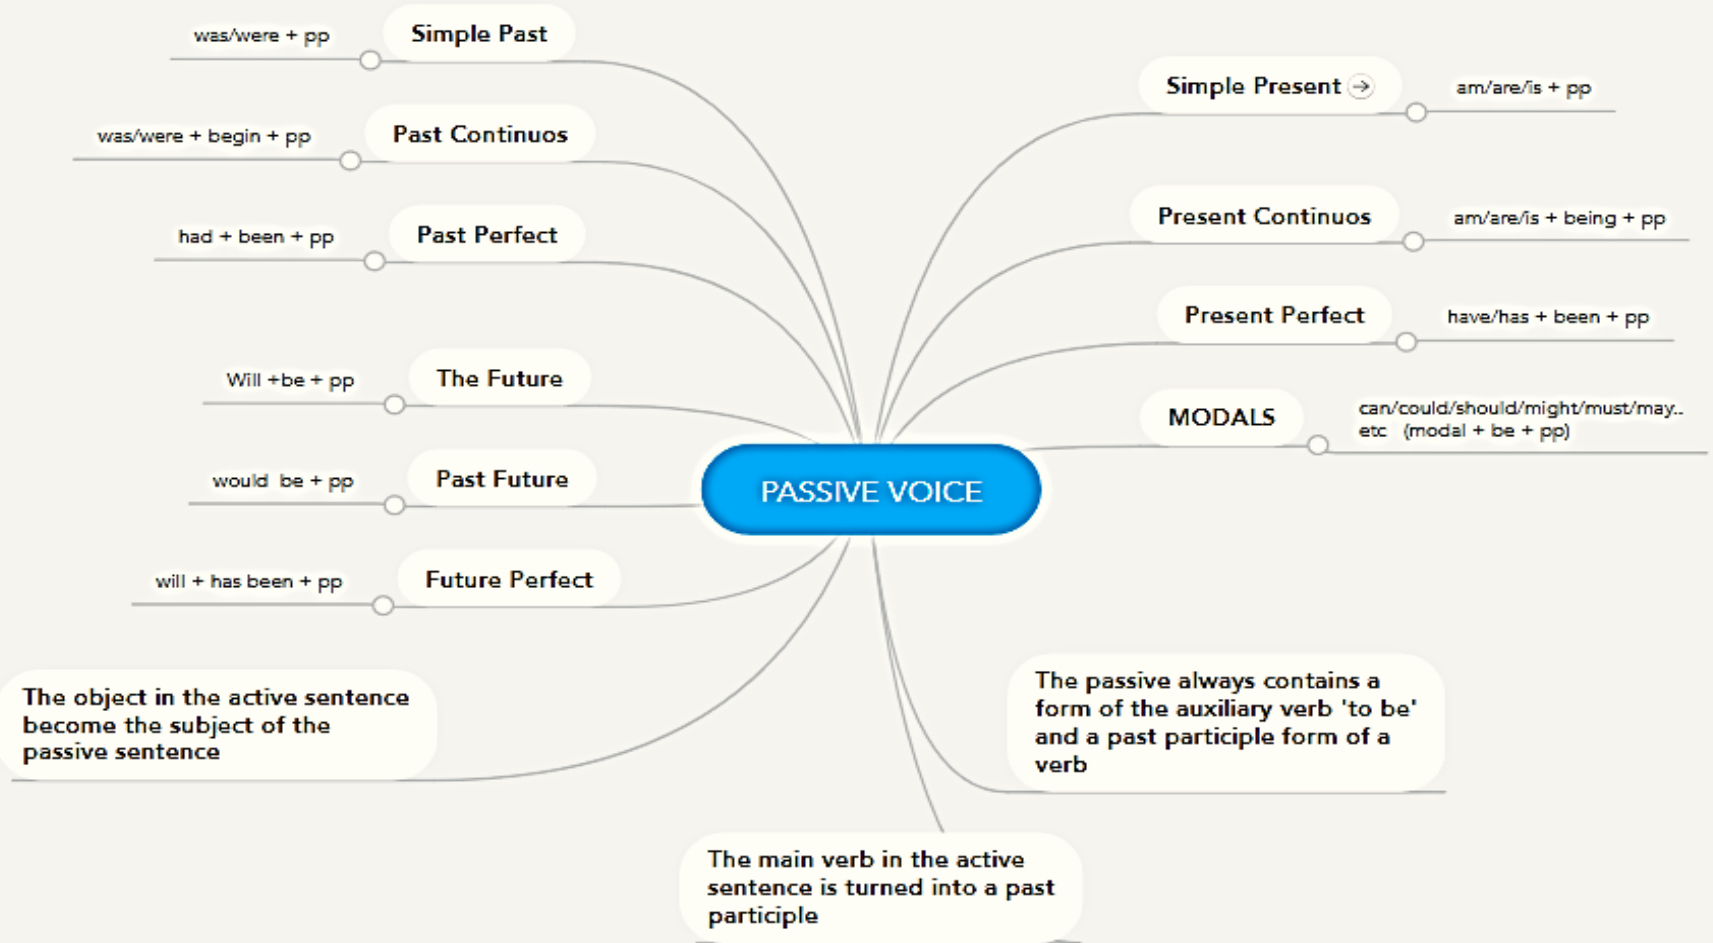 Simple Past
was/were + pp
Past Continuos
was/were + begin + pp
Past Perfect
had + been + pp
The Future
Will +be + pp
Past Future
would be + pp
Future Perfect
will + has been + pp
The object in the active sentence
become the subject of the
passive sentence
PASSIVE VOICE
Simple Present
am/are/is + pp
Present Continuos
am/are/is + being + pp
Present Perfect
have/has + been + pp
MODALS
can/could/should/might/must/may..
etc (modal + be + pp)
The passive always contains a
form of the auxiliary verb 'to be'
and a past participle form of a
verb
The main verb in the active
sentence is turned into a past
participle